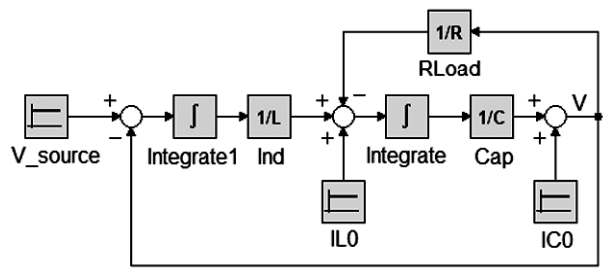 1/R
RLoad
+
−
V_source
+
−
∫
Integrate1
1/L
Ind
+
+
IL0
∫
Integrate
1/C
Cap
+
+
V
IC0